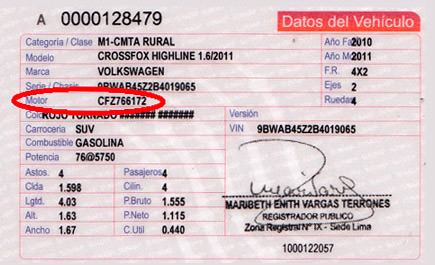 A 0000128479
Datos del Vehículo
Categoría / Clase M1-CMTA RURAL Año Fab. 2010
Modelo CROSSFOX HIGHLINE 1.6/2011 Año Mod. 2011
Marca VOLKSWAGEN F.R. 4X2
Serie / Chasis 9BWAB45Z2B4019065 Ejes 2
Motor CFZ766172 Ruedas 4
Color ROJO TORNADO ####### ####### Versión
Carroceria SUV VIN 9BWAB45Z2B4019065
Combustible GASOLINA
Potencia 76@5750
Astos. 4 Pasajeros 4
Clda 1.598 Cilin. 4
Lgtd. 4.03 P.Bruto 1.555
Alt. 1.63 P.Neto 1.115
Ancho 1.67 C.Util 0.440
MARIBETH ENITH VARGAS TERRONES
REGISTRADOR PUBLICO
Zona Registral Nº IX - Sede Lima
1000122057